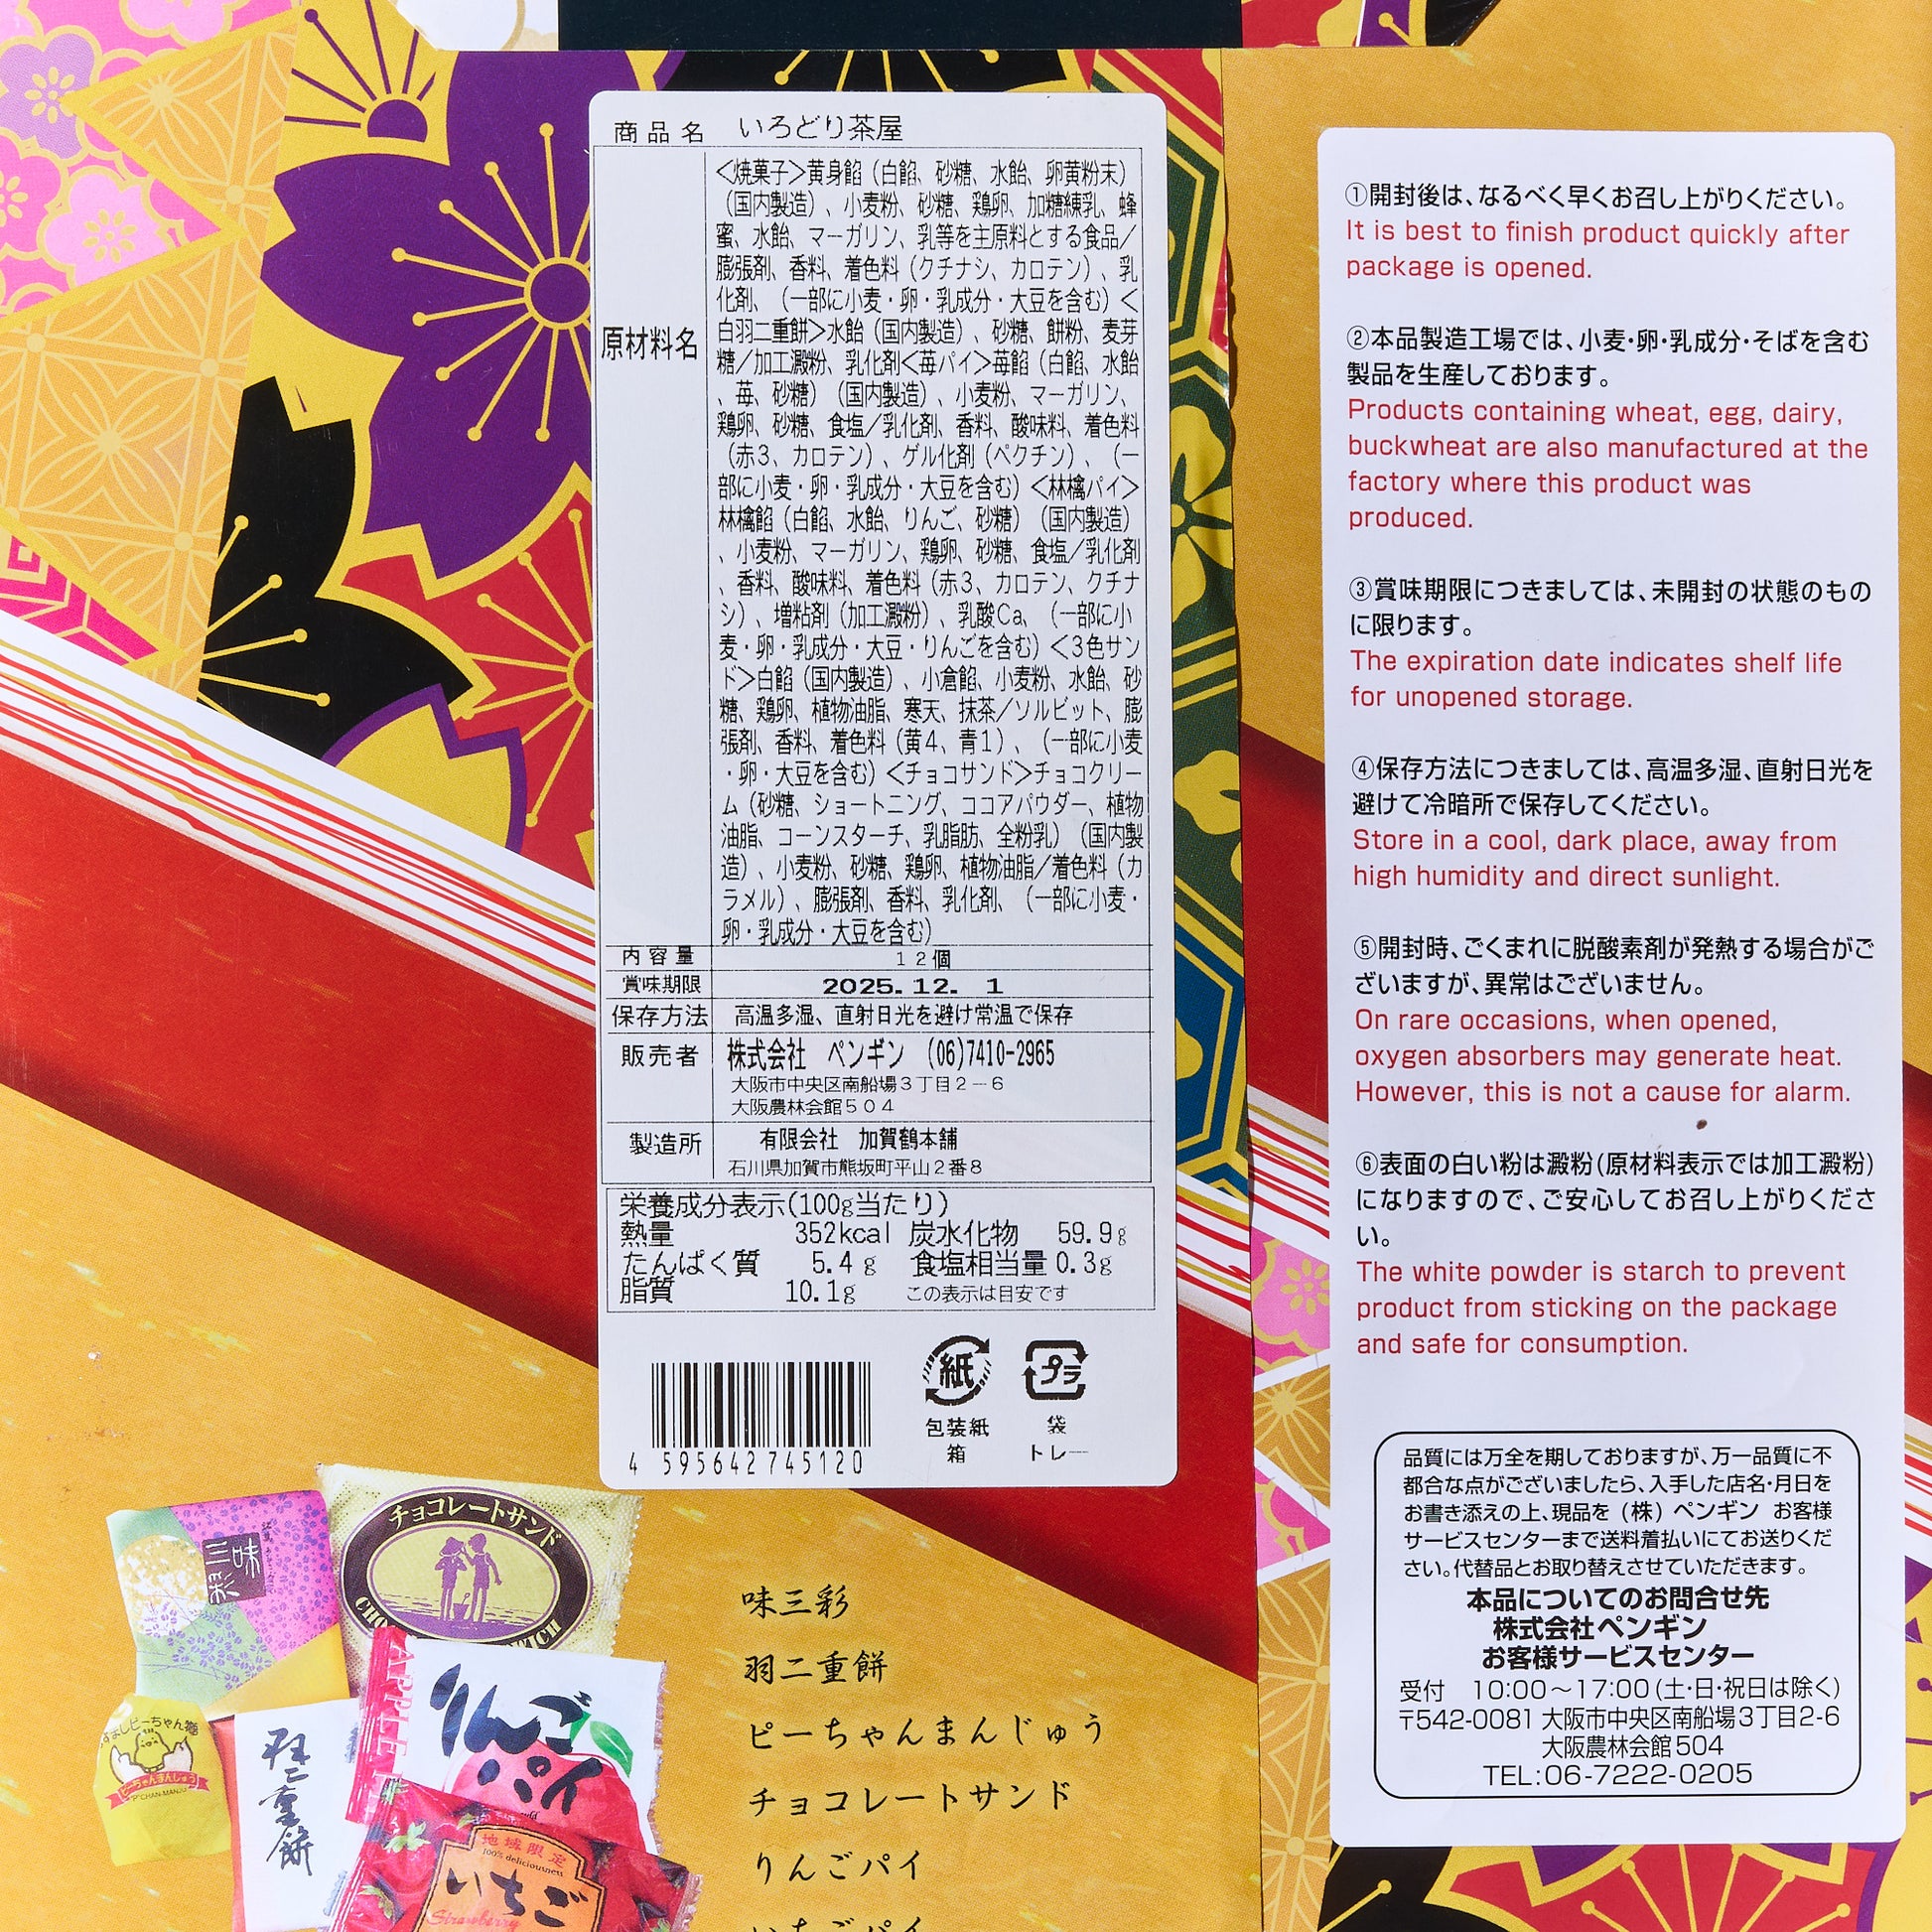 商品名 いろどり茶屋
原材料名
＜焼菓子＞黄身餡（白餡、砂糖、水飴、卵黄粉末）
（国内製造）、小麦粉、砂糖、鶏卵、加糖練乳、蜂
蜜、水飴、マーガリン、乳等を主原料とする食品／
膨張剤、香料、着色料（クチナシ、カロテン）、乳
化剤、（一部に小麦・卵・乳成分・大豆を含む）＜
白羽二重餅＞水飴（国内製造）、砂糖、餅粉、麦芽
糖／加工澱粉、乳化剤＜苺パイ＞苺餡（白餡、水飴
、苺、砂糖）（国内製造）、小麦粉、マーガリン、
鶏卵、砂糖、食塩／乳化剤、香料、酸味料、着色料
（赤３、カロテン）、ゲル化剤（ペクチン）、（一
部に小麦・卵・乳成分・大豆を含む）＜林檎パイ＞
林檎餡（白餡、水飴、りんご、砂糖）（国内製造）
、小麦粉、マーガリン、鶏卵、砂糖、食塩／乳化剤
、香料、酸味料、着色料（赤３、カロテン、クチナ
シ）、増粘剤（加工澱粉）、乳酸Ca、（一部に小
麦・卵・乳成分・大豆・りんごを含む）＜３色サン
ド＞白餡（国内製造）、小倉餡、小麦粉、水飴、砂
糖、鶏卵、植物油脂、寒天、抹茶／ソルビット、膨
張剤、香料、着色料（黄４、青１）、（一部に小麦
・卵・大豆を含む）＜チョコサンド＞チョコクリー
ム（砂糖、ショートニング、ココアパウダー、植物
油脂、コーンスターチ、乳脂肪、全粉乳）（国内製
造）、小麦粉、砂糖、鶏卵、植物油脂／着色料（カ
ラメル）、膨張剤、香料、乳化剤、（一部に小麦・
卵・乳成分・大豆を含む）
内容量 １２個
賞味期限 2025.12. 1
保存方法 高温多湿、直射日光を避け常温で保存
販売者 株式会社 ペンギン (06)7410-2965
大阪市中央区南船場３丁目２－６
大阪農林会館５０４
製造所 有限会社 加賀鶴本舗
石川県加賀市熊坂町平山２番８
栄養成分表示(100g当たり)
熱量 352kcal 炭水化物 59.9g
たんぱく質 5.4g 食塩相当量 0.3g
脂質 10.1g この表示は目安です
紙 プラ
包装紙 袋
箱 トレー
4 595642 745120
①開封後は、なるべく早くお召し上がりください。
It is best to finish product quickly after
package is opened.
②本品製造工場では、小麦・卵・乳成分・そばを含む
製品を生産しております。
Products containing wheat, egg, dairy,
buckwheat are also manufactured at the
factory where this product was
produced.
③賞味期限につきましては、未開封の状態のもの
に限ります。
The expiration date indicates shelf life
for unopened storage.
④保存方法につきましては、高温多湿、直射日光を
避けて冷暗所で保存してください。
Store in a cool, dark place, away from
high humidity and direct sunlight.
⑤開封時、ごくまれに脱酸素剤が発熱する場合がご
ざいますが、異常はございません。
On rare occasions, when opened,
oxygen absorbers may generate heat.
However, this is not a cause for alarm.
⑥表面の白い粉は澱粉(原材料表示では加工澱粉)
になりますので、ご安心してお召し上がりくださ
い。
The white powder is starch to prevent
product from sticking on the package
and safe for consumption.
品質には万全を期しておりますが、万一品質に不
都合な点がございましたら、入手した店名・月日を
お書き添えの上、現品を（株）ペンギン お客様
サービスセンターまで送料着払いにてお送りくだ
さい。代替品とお取り替えさせていただきます。
本品についてのお問合せ先
株式会社ペンギン
お客様サービスセンター
受付 10:00～17:00(土・日・祝日は除く)
〒542-0081 大阪市中央区南船場3丁目2-6
大阪農林会館504
TEL:06-7222-0205
味三彩
チョコレートサンド
りんご
パイ
APPLE
ピーちゃんまんじゅう
P'CHAN-MANJU
羽二重餅
地域限定
100% deliciousness
いちご
Strawberry
味三彩
羽二重餅
ピーちゃんまんじゅう
チョコレートサンド
りんごパイ
いちごパイ